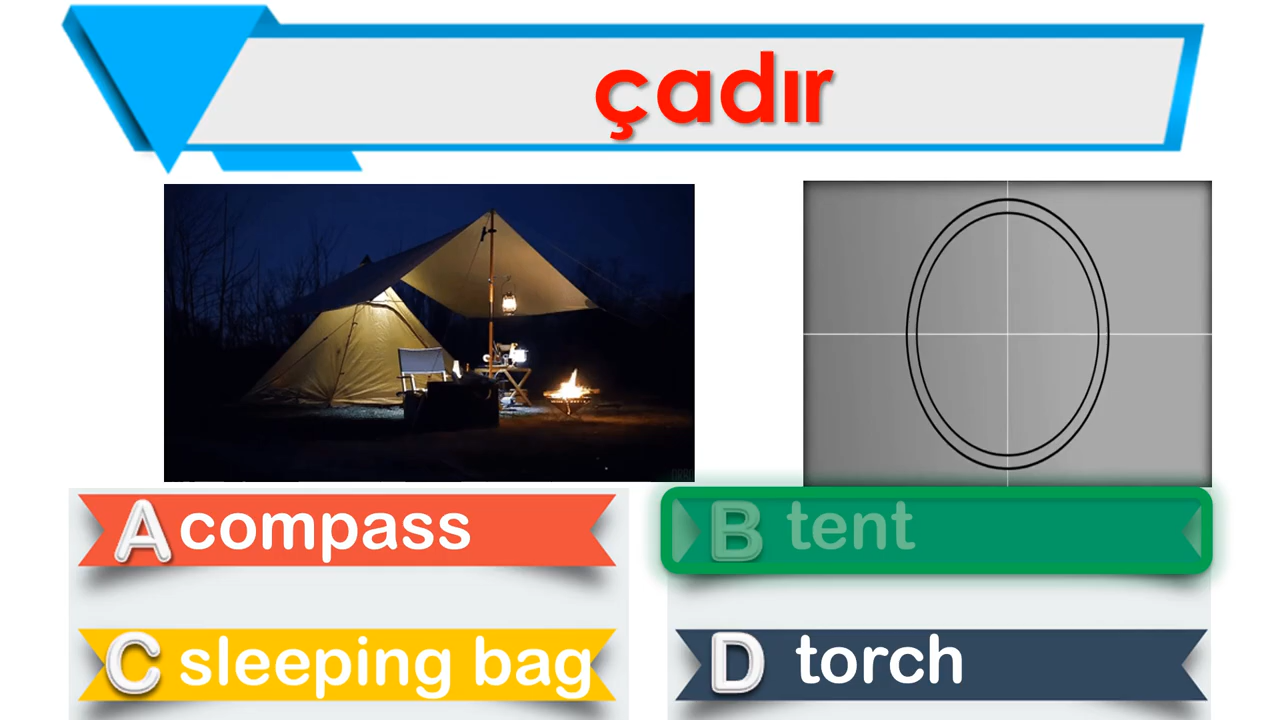 çadır
A compass
B tent
C sleeping bag
D torch